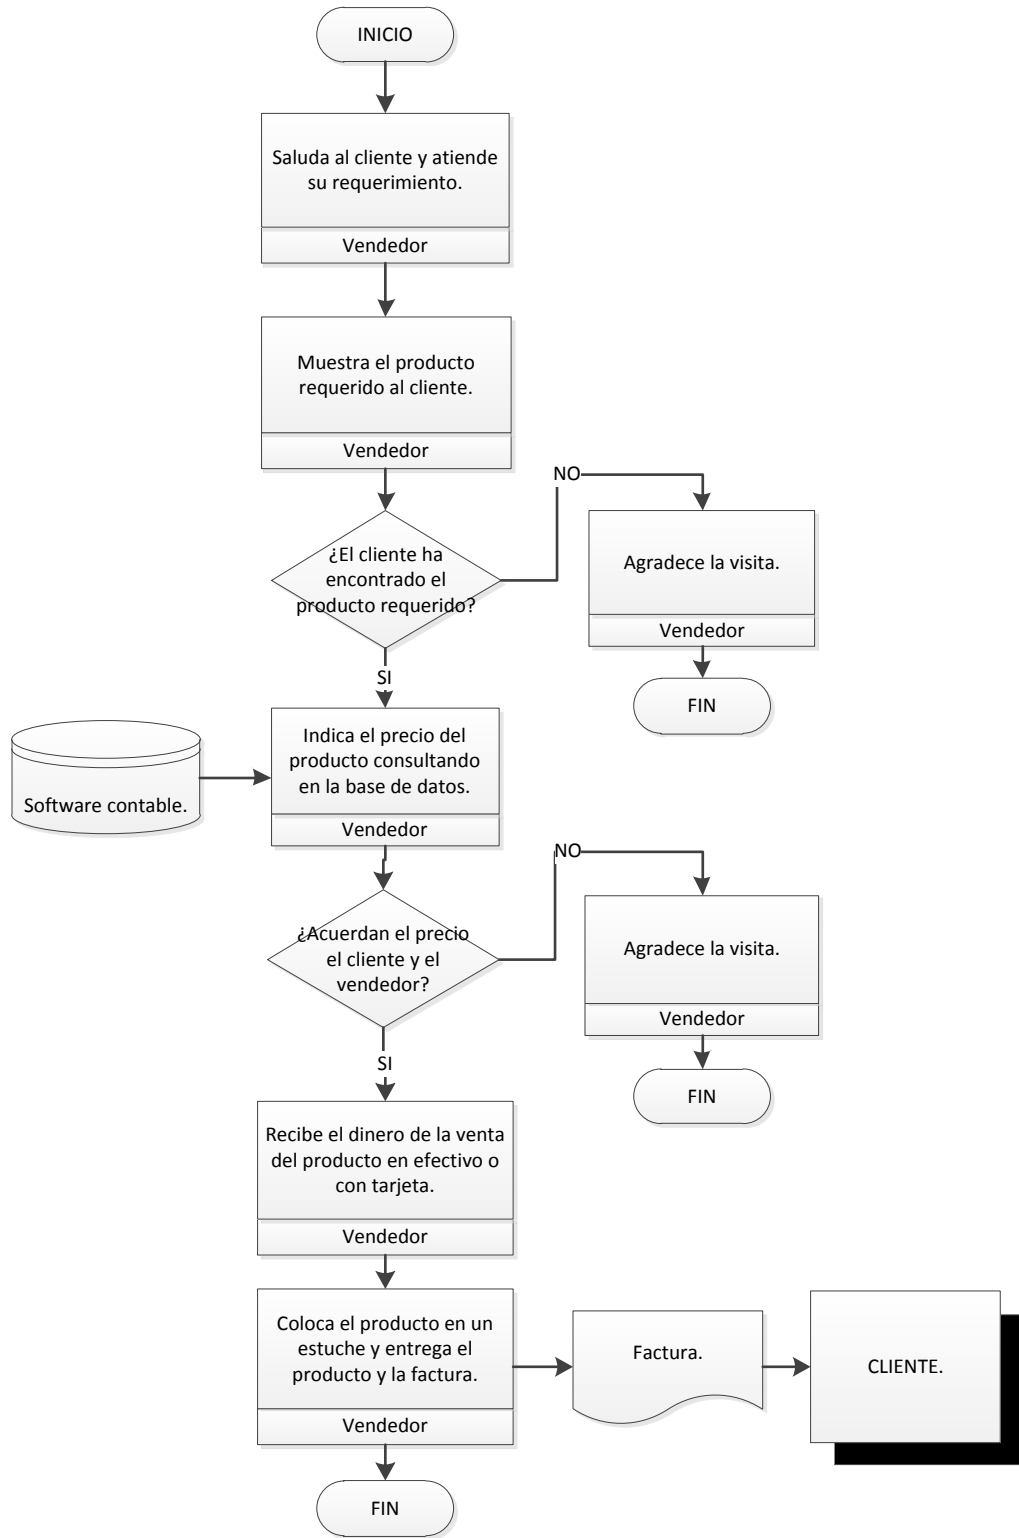 INICIO
Saluda al cliente y atiende
su requerimiento.
Vendedor
Muestra el producto
requerido al cliente.
Vendedor
NO
¿El cliente ha
encontrado el
producto requerido?
Agradece la visita.
Vendedor
FIN
SI
Indica el precio del
producto consultando
en la base de datos.
Vendedor
Software contable.
NO
¿Acuerdan el precio
el cliente y el
vendedor?
Agradece la visita.
Vendedor
FIN
SI
Recibe el dinero de la venta
del producto en efectivo o
con tarjeta.
Vendedor
Coloca el producto en un
estuche y entrega el
producto y la factura.
Vendedor
Factura.
CLIENTE.
FIN